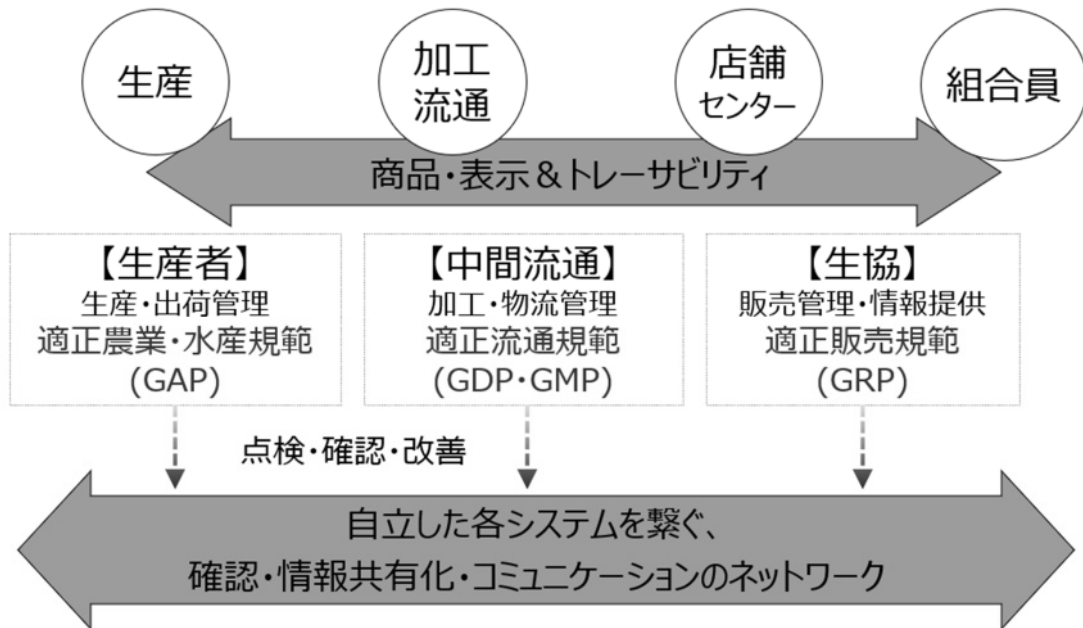 生産
加工
流通
店舗
センター
組合員
商品・表示＆トレーサビリティ
【生産者】
生産・出荷管理
適正農業・水産規範
(GAP)
【中間流通】
加工・物流管理
適正流通規範
(GDP・GMP)
【生協】
販売管理・情報提供
適正販売規範
(GRP)
点検・確認・改善
自立した各システムを繋ぐ、
確認・情報共有化・コミュニケーションのネットワーク